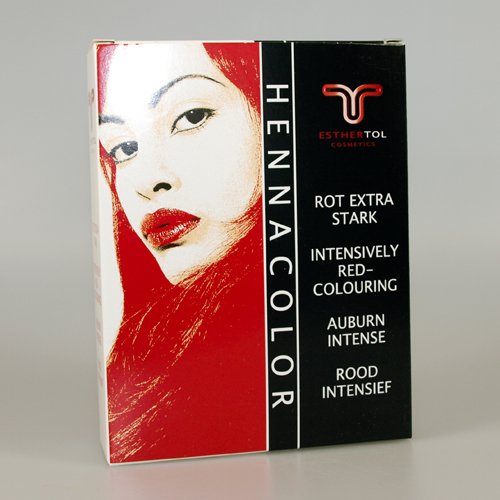 HENNACOLOR
ESTHERTOL
COSMETICS
ROT EXTRA
STARK
INTENSIVELY
RED-
COLOURING
AUBURN
INTENSE
ROOD
INTENSIEF